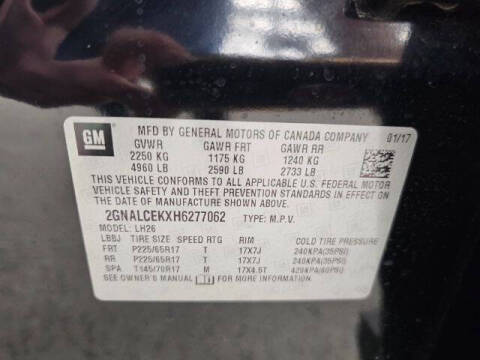 GM
MFD BY GENERAL MOTORS OF CANADA COMPANY 01/17
GVWR GAWR FRT GAWR RR
2250 KG 1175 KG 1240 KG
4960 LB 2590 LB 2733 LB
THIS VEHICLE CONFORMS TO ALL APPLICABLE U.S. FEDERAL MOTOR
VEHICLE SAFETY AND THEFT PREVENTION STANDARDS IN EFFECT ON
THE DATE OF MANUFACTURE SHOWN ABOVE.
2GNALCEKXH6277062 TYPE: M.P.V.
MODEL: LH26
LBBJ TIRE SIZE SPEED RTG RIM COLD TIRE PRESSURE
FRT P225/65R17 T 17X7J 240KPA(35PSI)
RR P225/65R17 T 17X7J 240KPA(35PSI)
SPA T145/70R17 M 17X4.5T 420KPA(60PSI)
SEE OWNER'S MANUAL FOR MORE INFORMATION.